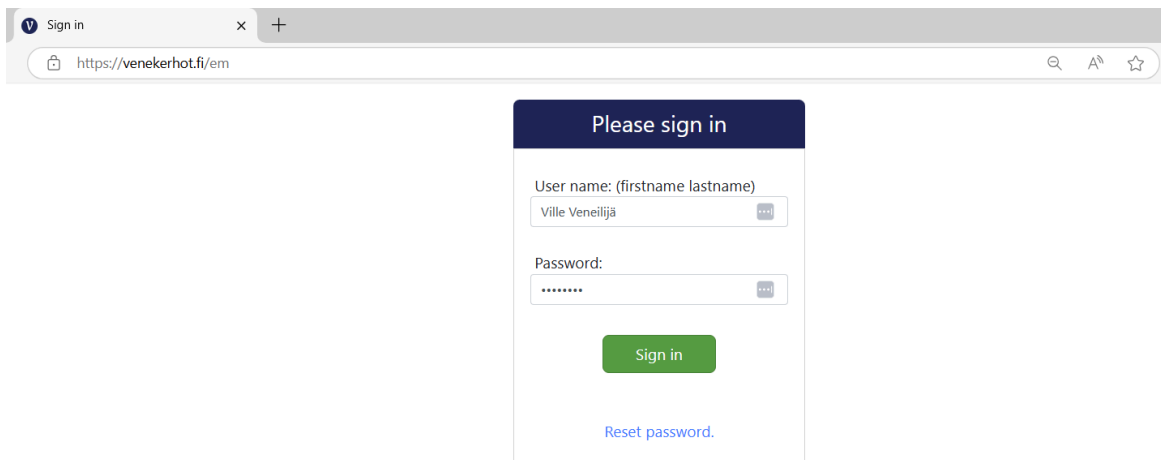 Sign in
https://venekerhot.fi/em
Please sign in
User name: (firstname lastname)
Ville Veneilijä
Password:
••••••••
Sign in
Reset password.